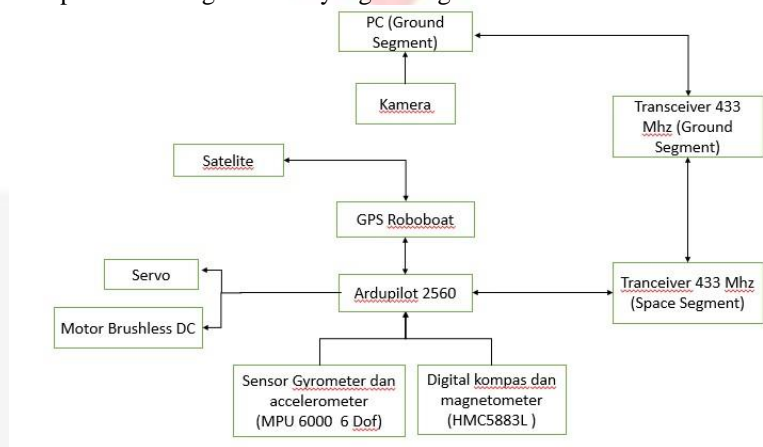 PC (Ground
Segment)
Kamera
Transceiver 433
Mhz (Ground
Segment)
Satelite
GPS Roboboat
Servo
Ardupilot 2560
Tranceiver 433 Mhz
(Space Segment)
Motor Brushless DC
Sensor Gyrometer dan
accelerometer
(MPU 6000 6 Dof)
Digital kompas dan
magnetometer
(HMC5883L )